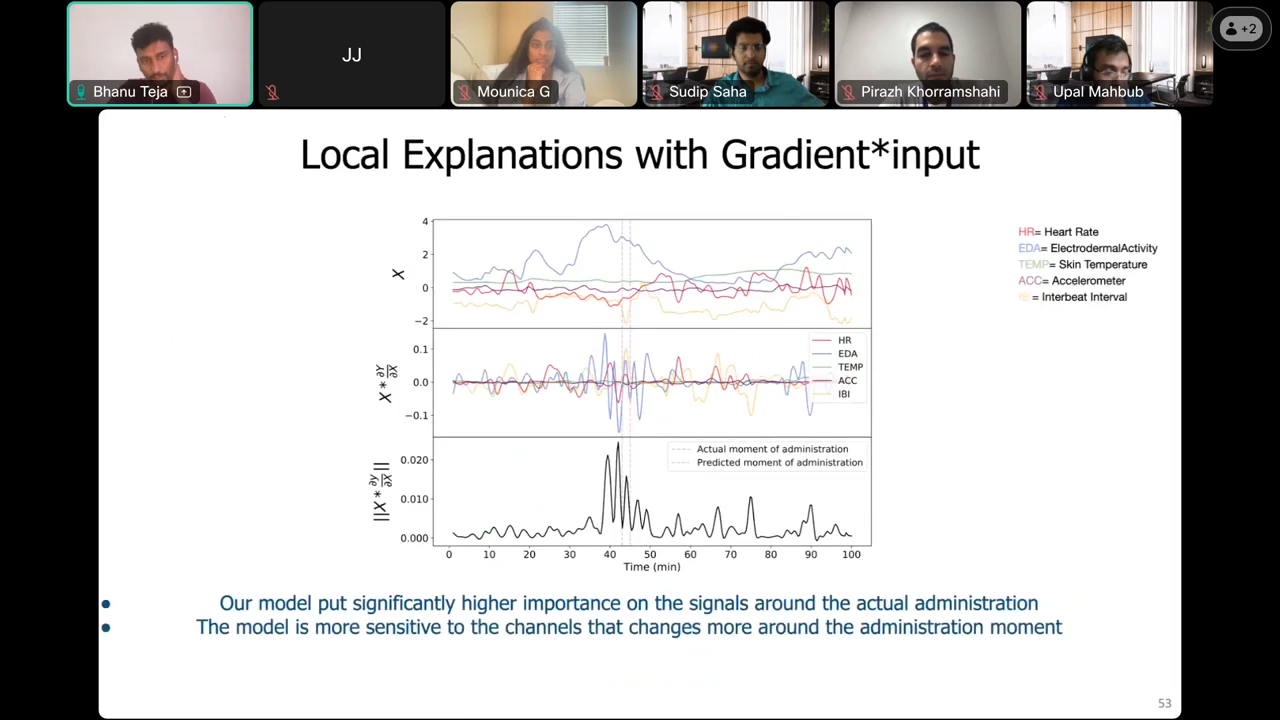 Bhanu Teja
JJ
Mounica G
Sudip Saha
Pirazh Khorramshahi
Upal Mahbub
+2
Local Explanations with Gradient*input
HR= Heart Rate
EDA= ElectrodermalActivity
TEMP= Skin Temperature
ACC= Accelerometer
IBI= Interbeat Interval
X
4
2
0
−2
X * ∂Y/∂X
0.1
0.0
−0.1
HR
EDA
TEMP
ACC
IBI
||X * ∂y/∂X||
0.020
0.010
0.000
Actual moment of administration
Predicted moment of administration
0 10 20 30 40 50 60 70 80 90 100
Time (min)
• Our model put significantly higher importance on the signals around the actual administration
• The model is more sensitive to the channels that changes more around the administration moment
53